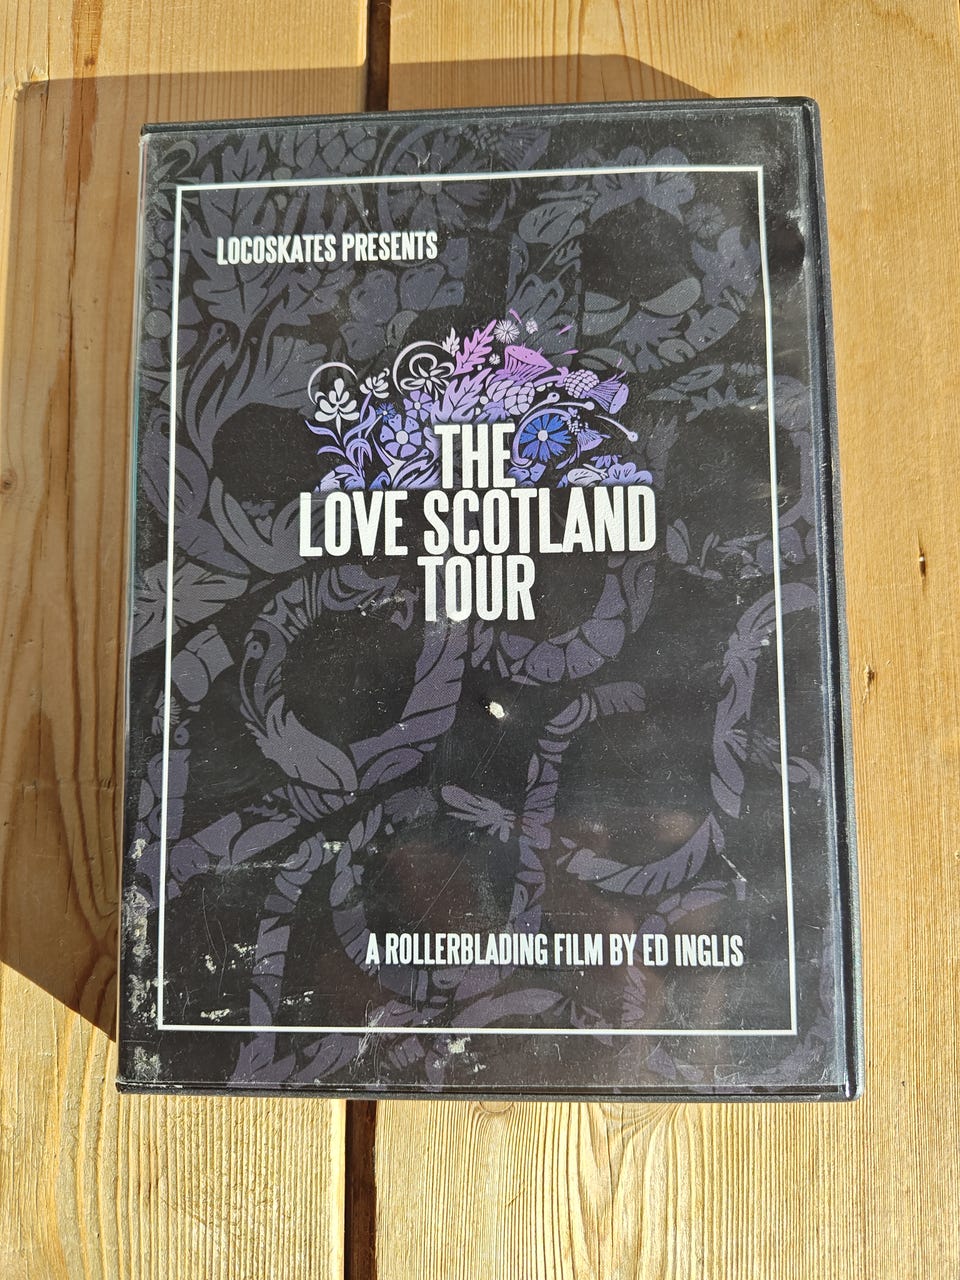 LOCOSKATES PRESENTS
THE
LOVE SCOTLAND
TOUR
A ROLLERBLADING FILM BY ED INGLIS